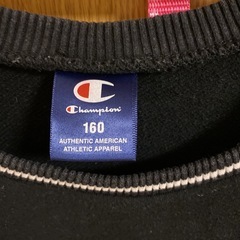 Champion
160
AUTHENTIC AMERICAN
ATHLETIC APPAREL